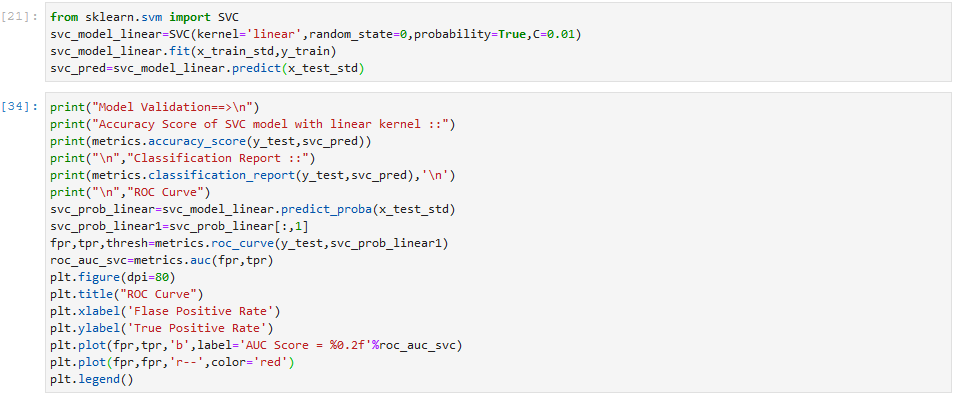 [21]: from sklearn.svm import SVC
svc_model_linear=SVC(kernel='linear',random_state=0,probability=True,C=0.01)
svc_model_linear.fit(x_train_std,y_train)
svc_pred=svc_model_linear.predict(x_test_std)
[34]: print("Model Validation==>\n")
print("Accuracy Score of SVC model with linear kernel ::")
print(metrics.accuracy_score(y_test,svc_pred))
print("\n","Classification Report ::")
print(metrics.classification_report(y_test,svc_pred),'\n')
print("\n","ROC Curve")
svc_prob_linear=svc_model_linear.predict_proba(x_test_std)
svc_prob_linear1=svc_prob_linear[:,1]
fpr,tpr,thresh=metrics.roc_curve(y_test,svc_prob_linear1)
roc_auc_svc=metrics.auc(fpr,tpr)
plt.figure(dpi=80)
plt.title("ROC Curve")
plt.xlabel('Flase Positive Rate')
plt.ylabel('True Positive Rate')
plt.plot(fpr,tpr,'b',label='AUC Score = %0.2f'%roc_auc_svc)
plt.plot(fpr,fpr,'r--',color='red')
plt.legend()